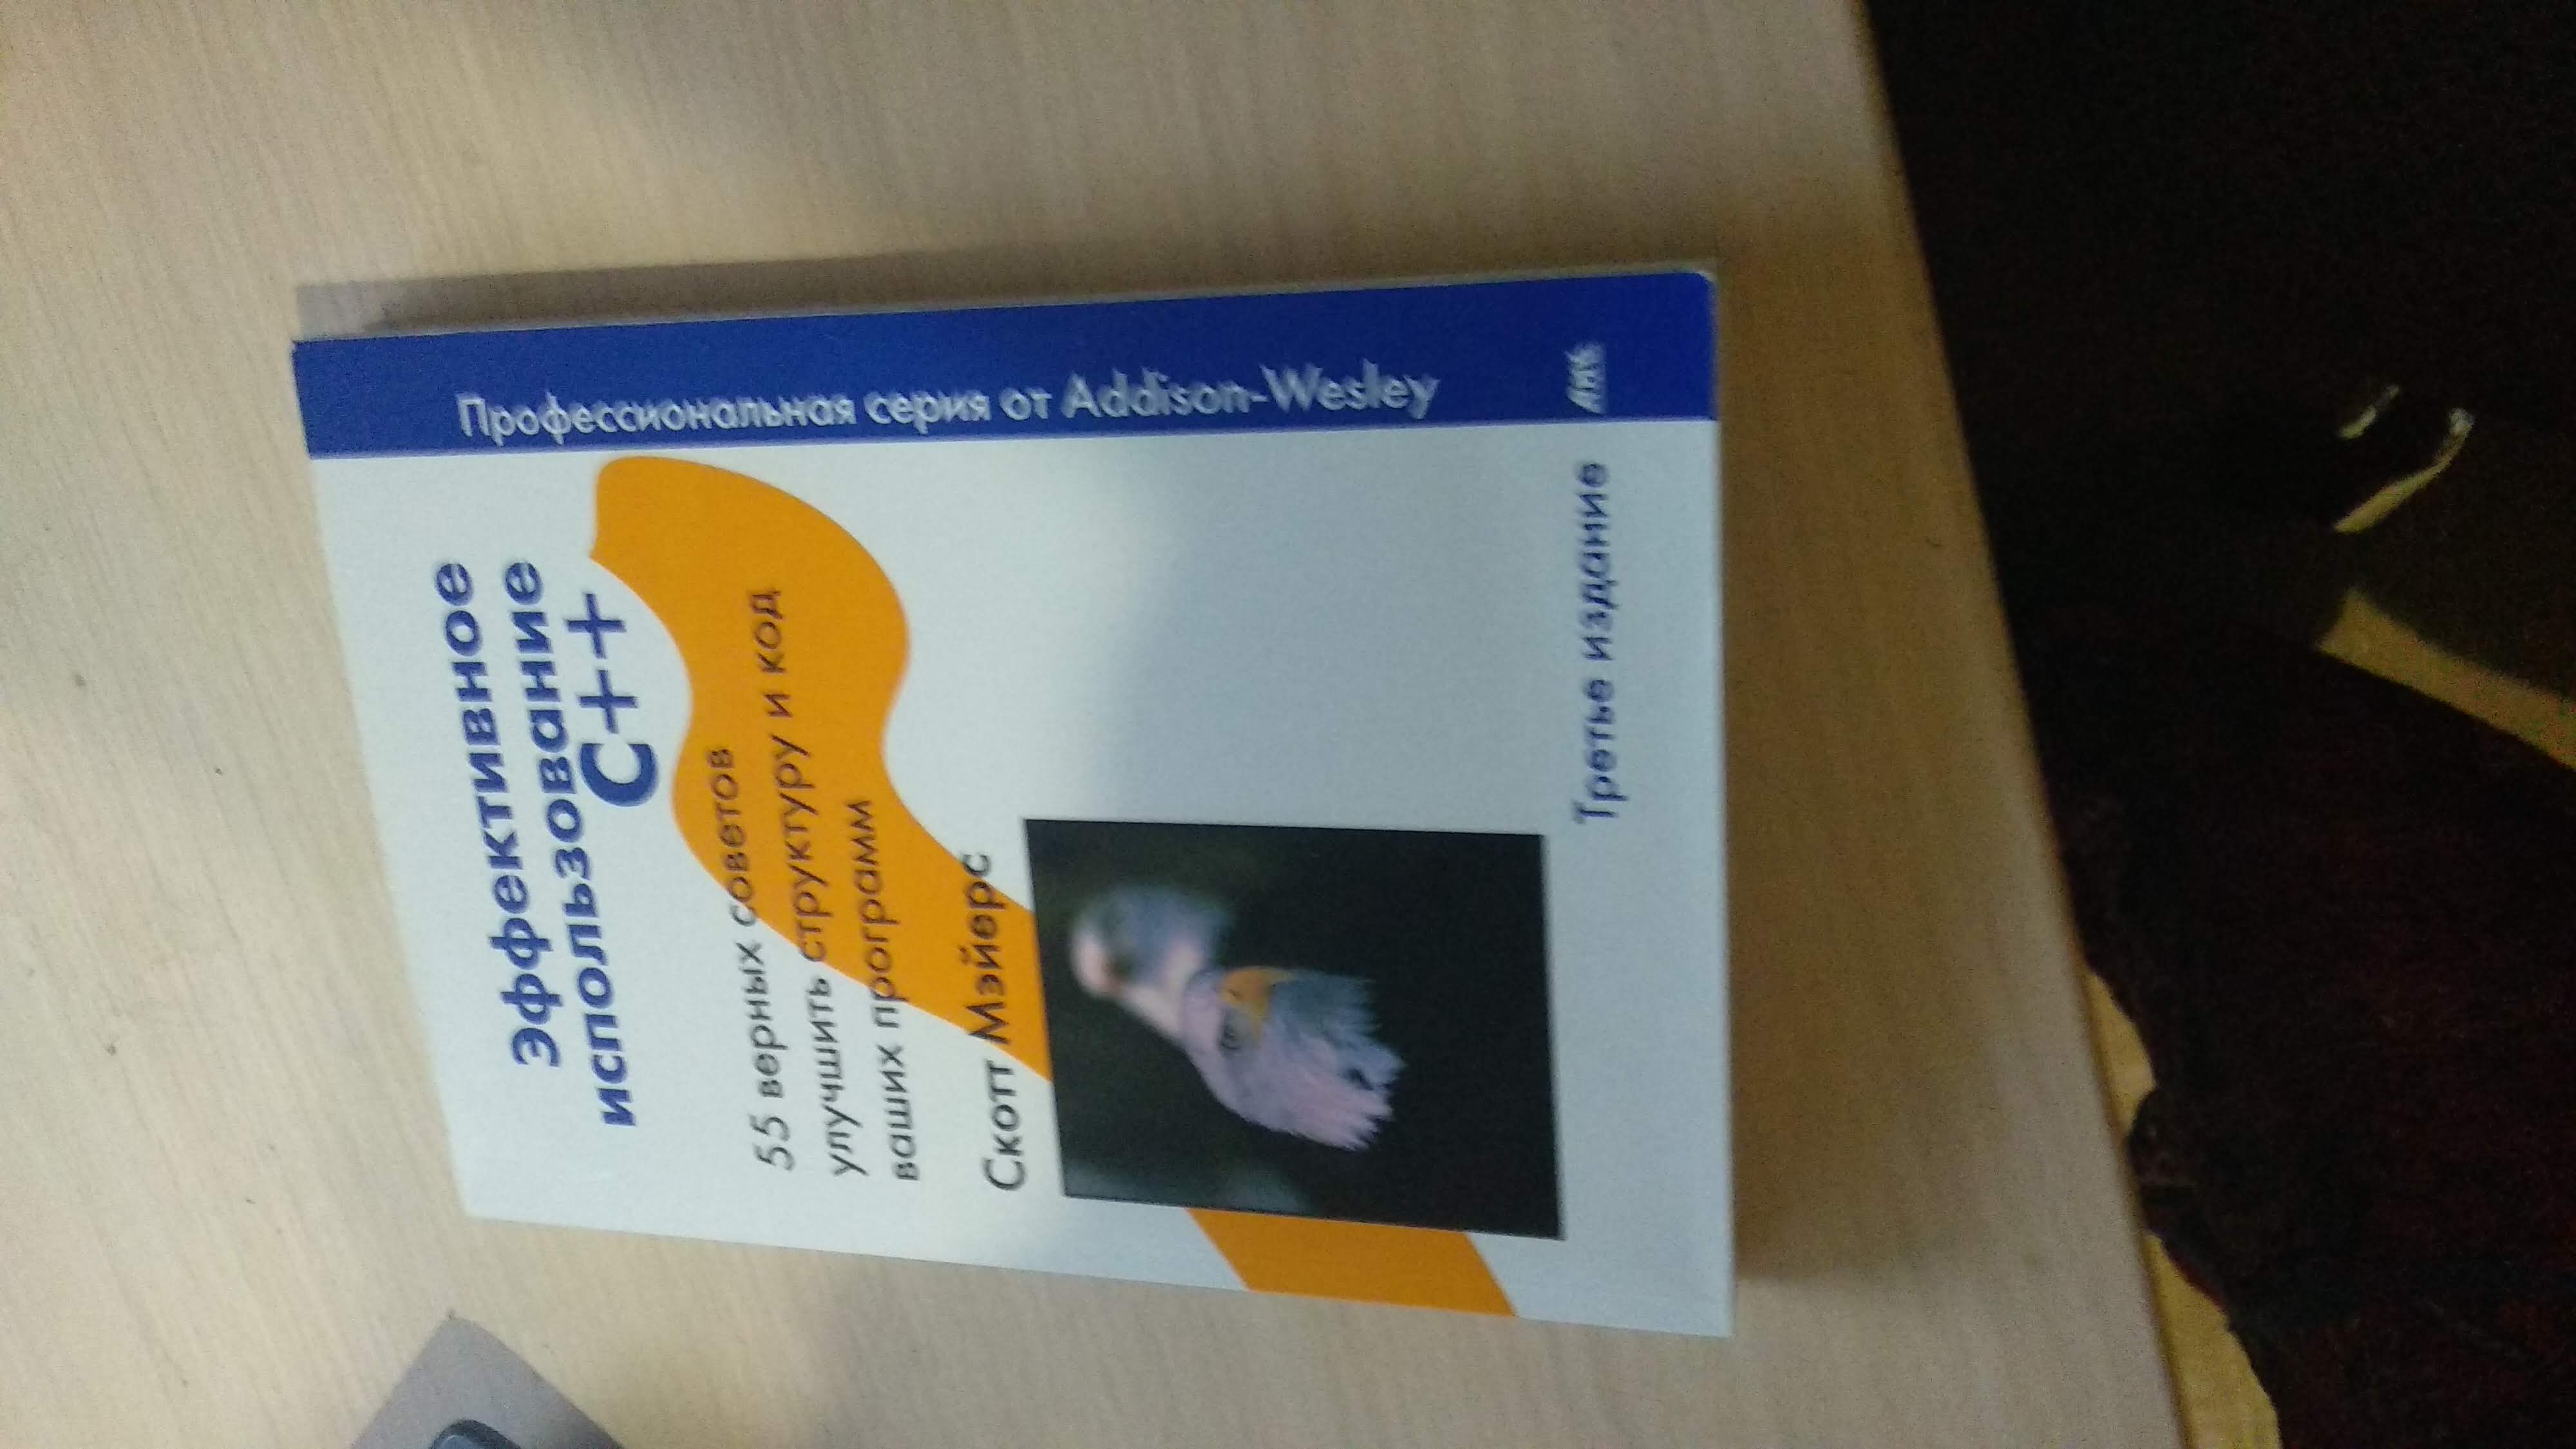 Эффективное
использование
C++
55 верных советов
улучшить структуру и код
ваших программ
Скотт Мэйерс
Третье издание
Профессиональная серия от Addison-Wesley